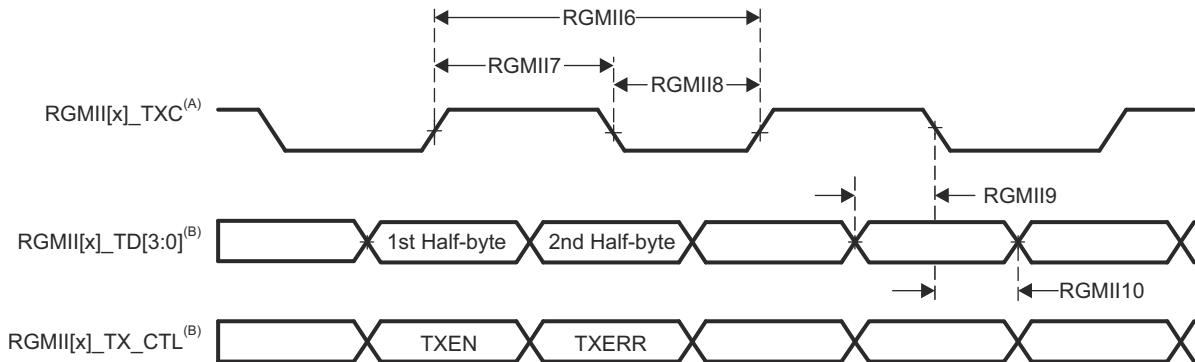 RGMII6
RGMII7
RGMII8
RGMII[x]_TXC(A)
RGMII9
RGMII[x]_TD[3:0](B)
1st Half-byte
2nd Half-byte
RGMII10
RGMII[x]_TX_CTL(B)
TXEN
TXERR